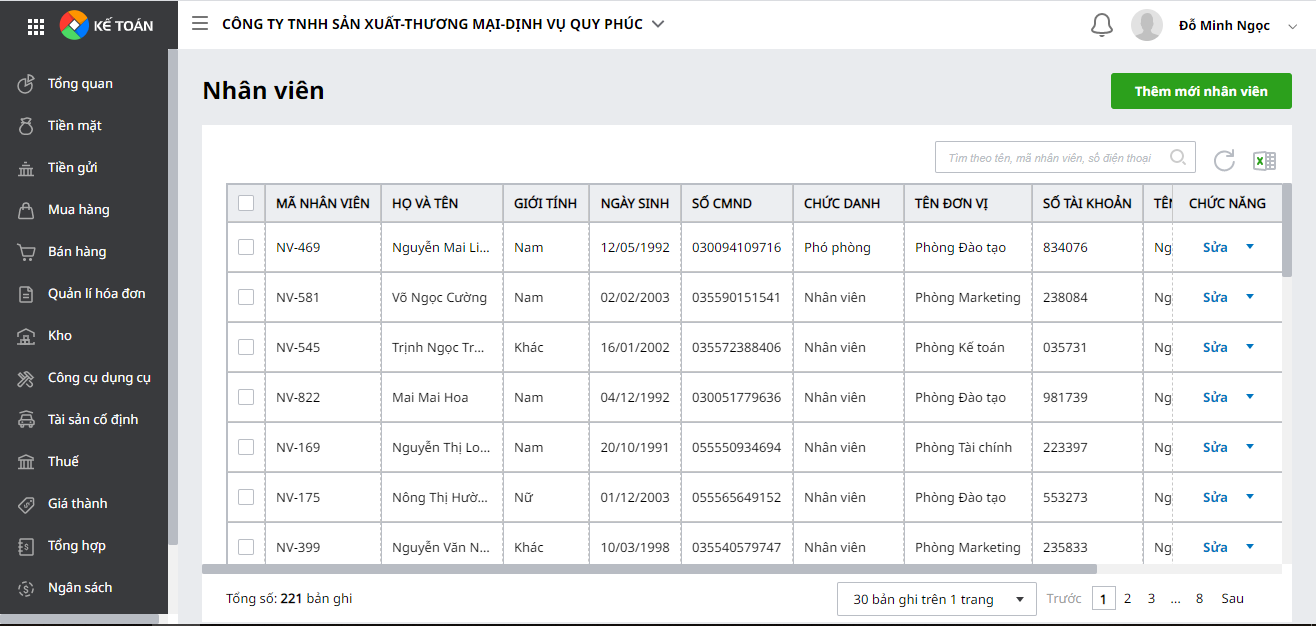 KẾ TOÁN
CÔNG TY TNHH SẢN XUẤT-THƯƠNG MẠI-DỊCH VỤ QUY PHÚC
Đỗ Minh Ngọc
Tổng quan
Tiền mặt
Tiền gửi
Mua hàng
Bán hàng
Quản lí hóa đơn
Kho
Công cụ dụng cụ
Tài sản cố định
Thuế
Giá thành
Tổng hợp
Ngân sách
Nhân viên
Thêm mới nhân viên
Tìm theo tên, mã nhân viên, số điện thoại
MÃ NHÂN VIÊN HỌ VÀ TÊN GIỚI TÍNH NGÀY SINH SỐ CMND CHỨC DANH TÊN ĐƠN VỊ SỐ TÀI KHOẢN TÊN CHỨC NĂNG
NV-469 Nguyễn Mai Li... Nam 12/05/1992 030094109716 Phó phòng Phòng Đào tạo 834076 Ng Sửa
NV-581 Võ Ngọc Cường Nam 02/02/2003 035590151541 Nhân viên Phòng Marketing 238084 Ng Sửa
NV-545 Trịnh Ngọc Tr... Khác 16/01/2002 035572388406 Nhân viên Phòng Kế toán 035731 Ng Sửa
NV-822 Mai Mai Hoa Nam 04/12/1992 030051779636 Nhân viên Phòng Đào tạo 981739 Ng Sửa
NV-169 Nguyễn Thị Lo... Nam 20/10/1991 055550934694 Nhân viên Phòng Tài chính 223397 Ng Sửa
NV-175 Nông Thị Hườ... Nữ 01/12/2003 055565649152 Nhân viên Phòng Đào tạo 553273 Ng Sửa
NV-399 Nguyễn Văn N... Khác 10/03/1998 035540579747 Nhân viên Phòng Marketing 235833 Ng Sửa
Tổng số: 221 bản ghi
30 bản ghi trên 1 trang Trước 1 2 3 ... 8 Sau